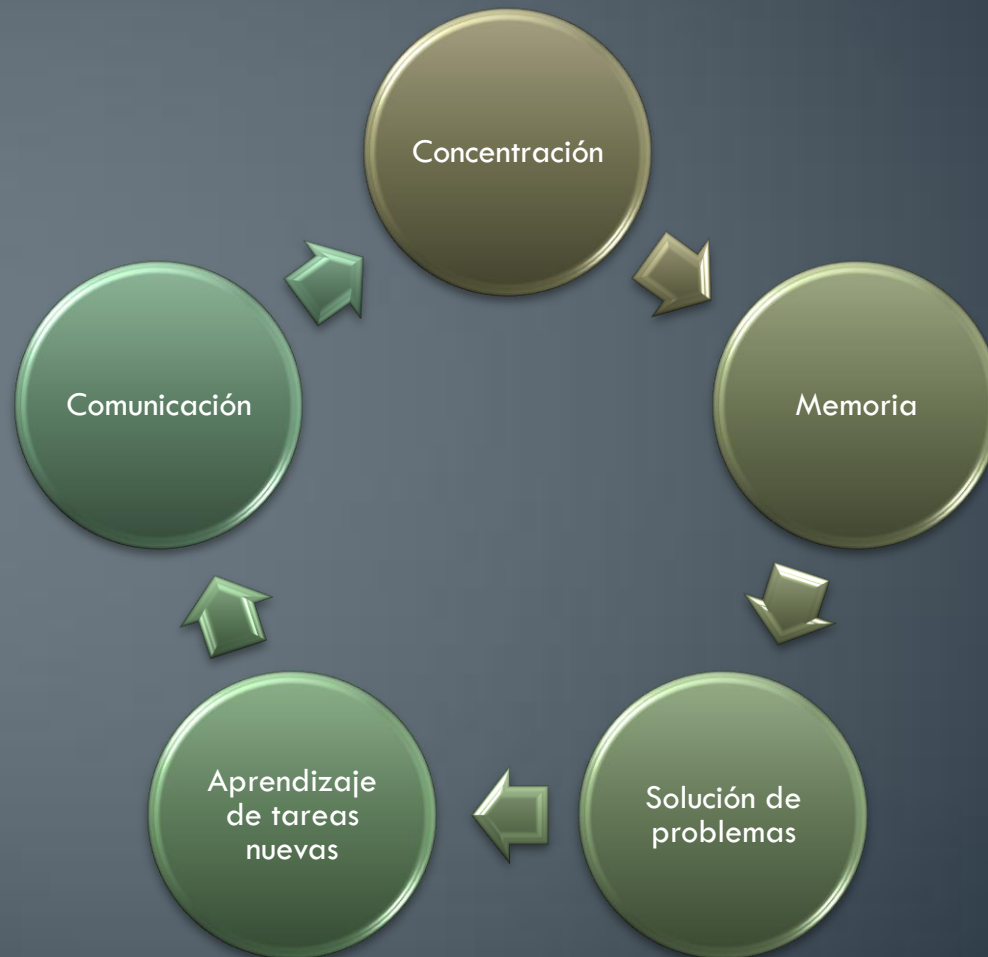 Concentración
Memoria
Solución de
problemas
Aprendizaje
de tareas
nuevas
Comunicación